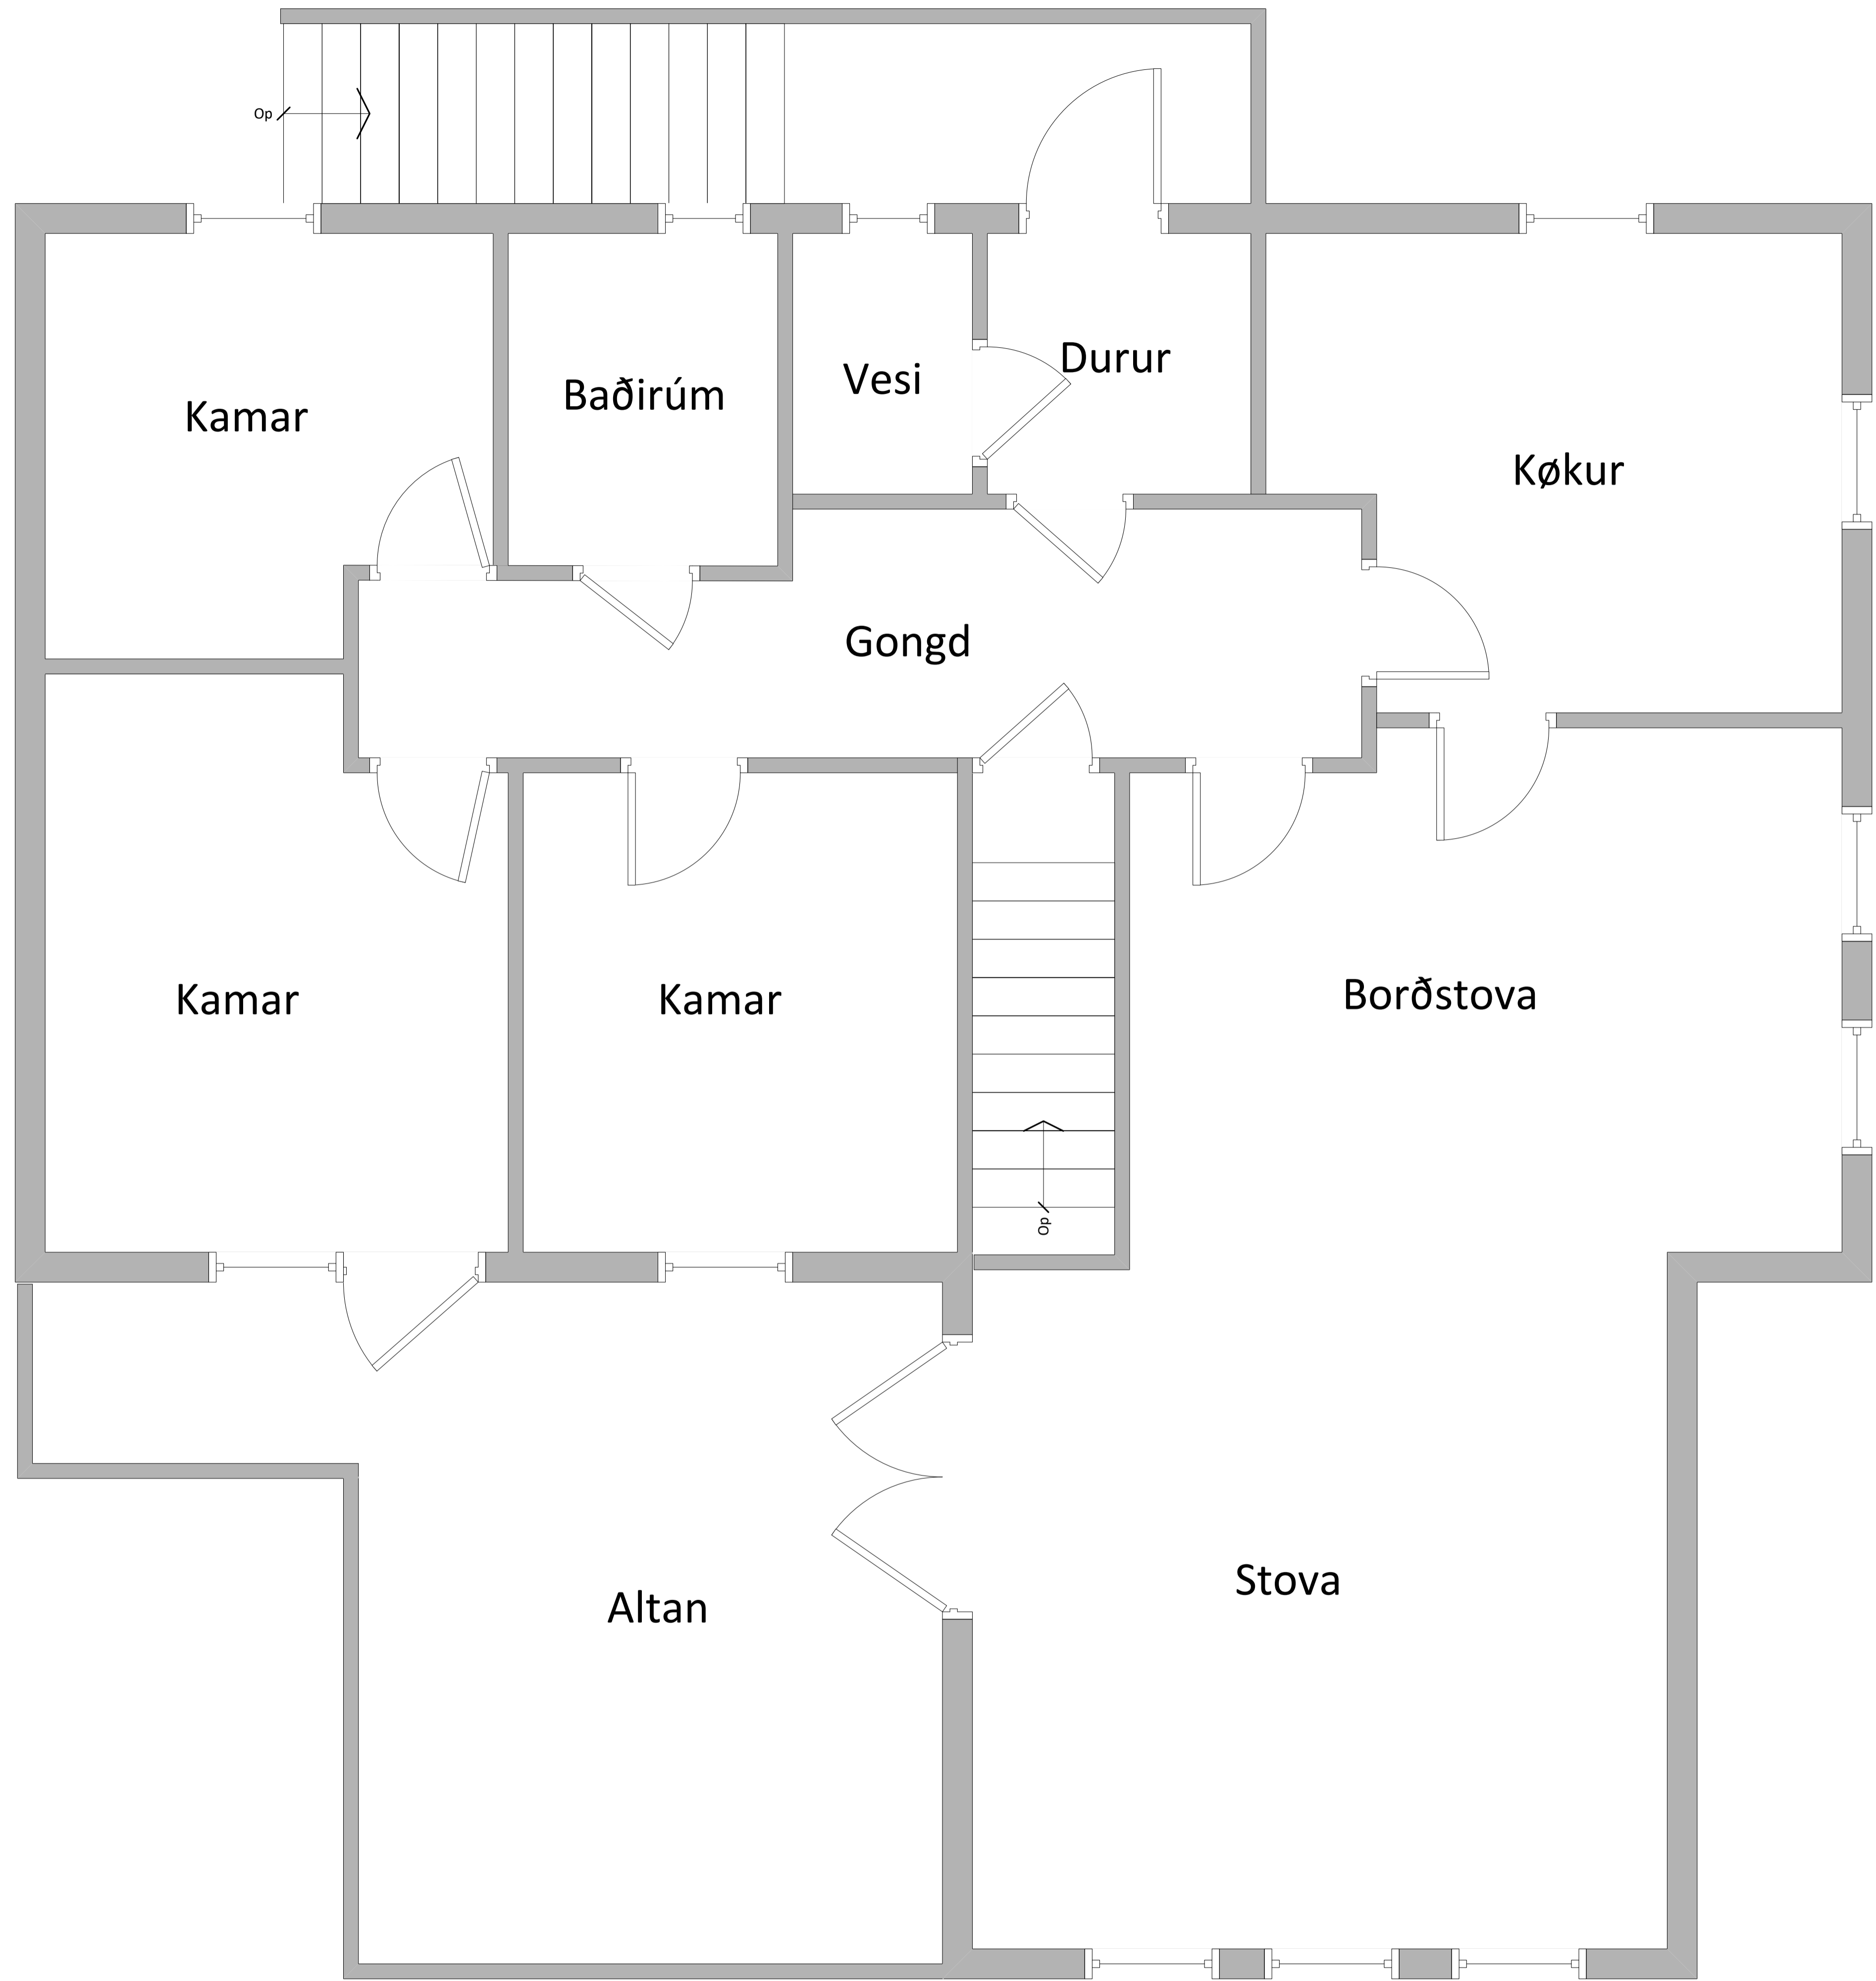 Op
Kamar
Baðirúm
Vesi
Durur
Køkur
Gongd
Kamar
Kamar
Borðstova
Op
Altan
Stova